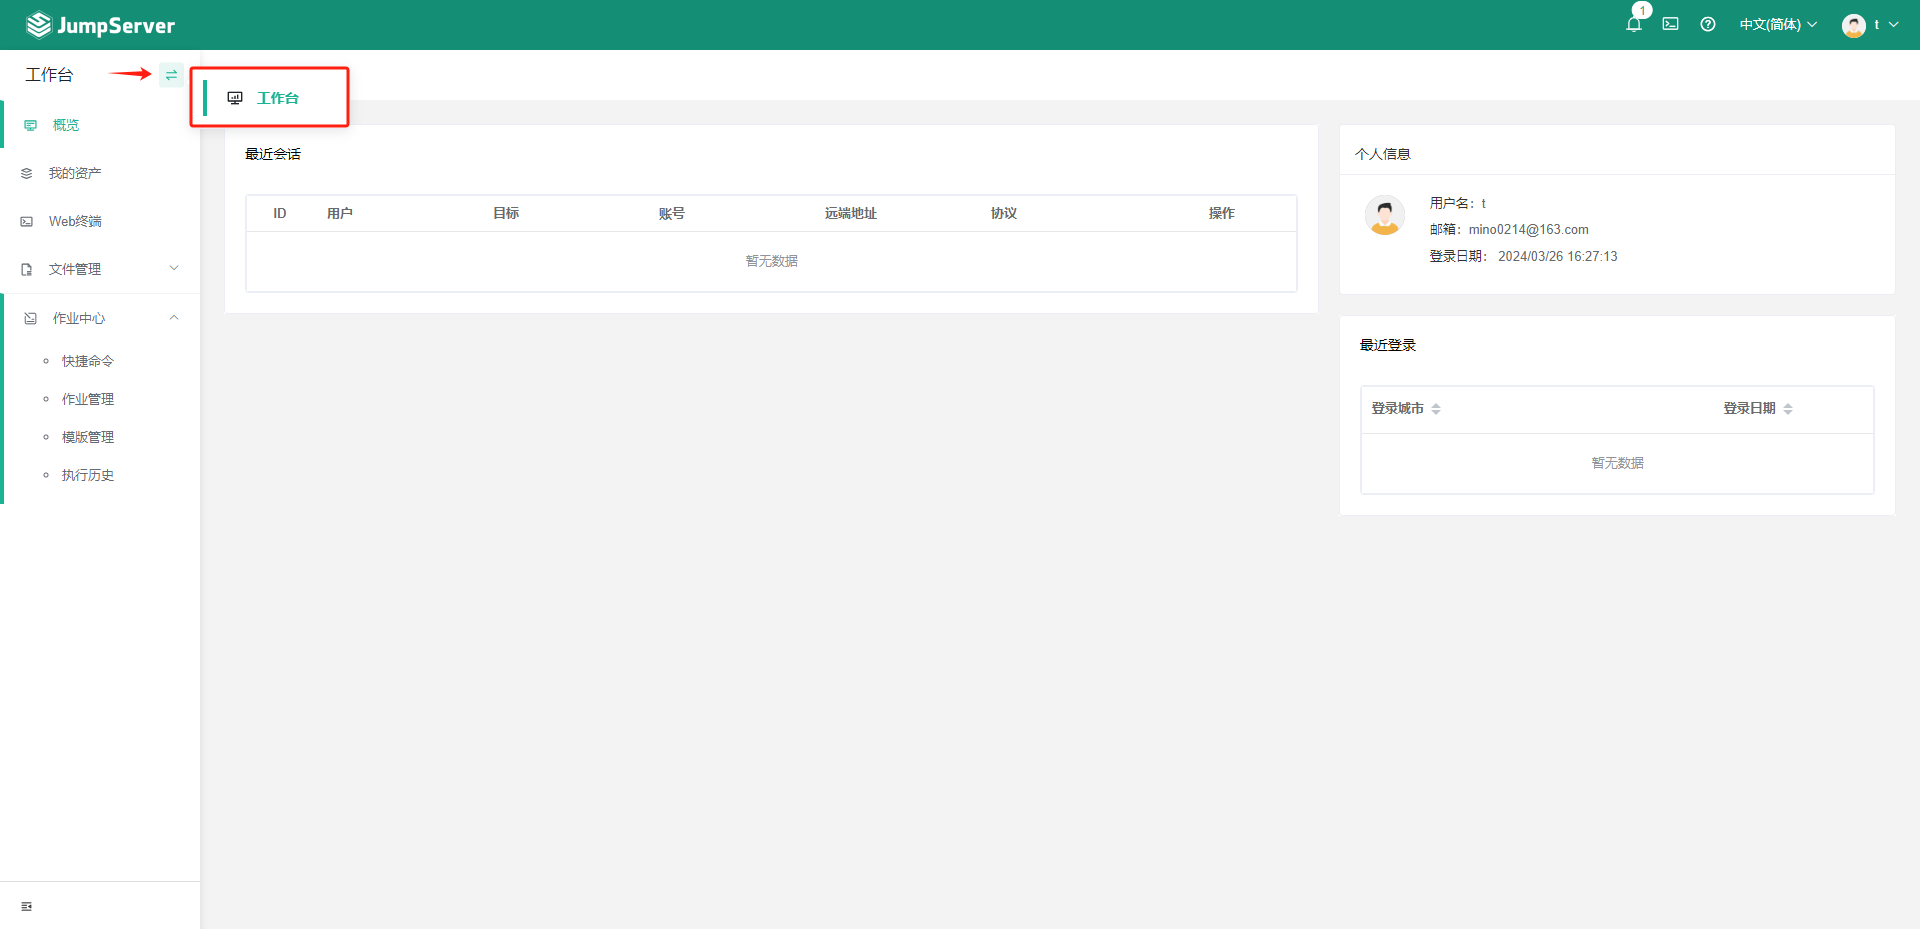 JumpServer
1
中文(简体)
t
工作台
工作台
概览
我的资产
Web终端
文件管理
作业中心
快捷命令
作业管理
模版管理
执行历史
最近会话
ID 用户 目标 账号 远端地址 协议 操作
暂无数据
个人信息
用户名：t
邮箱：mino0214@163.com
登录日期： 2024/03/26 16:27:13
最近登录
登录城市 登录日期
暂无数据